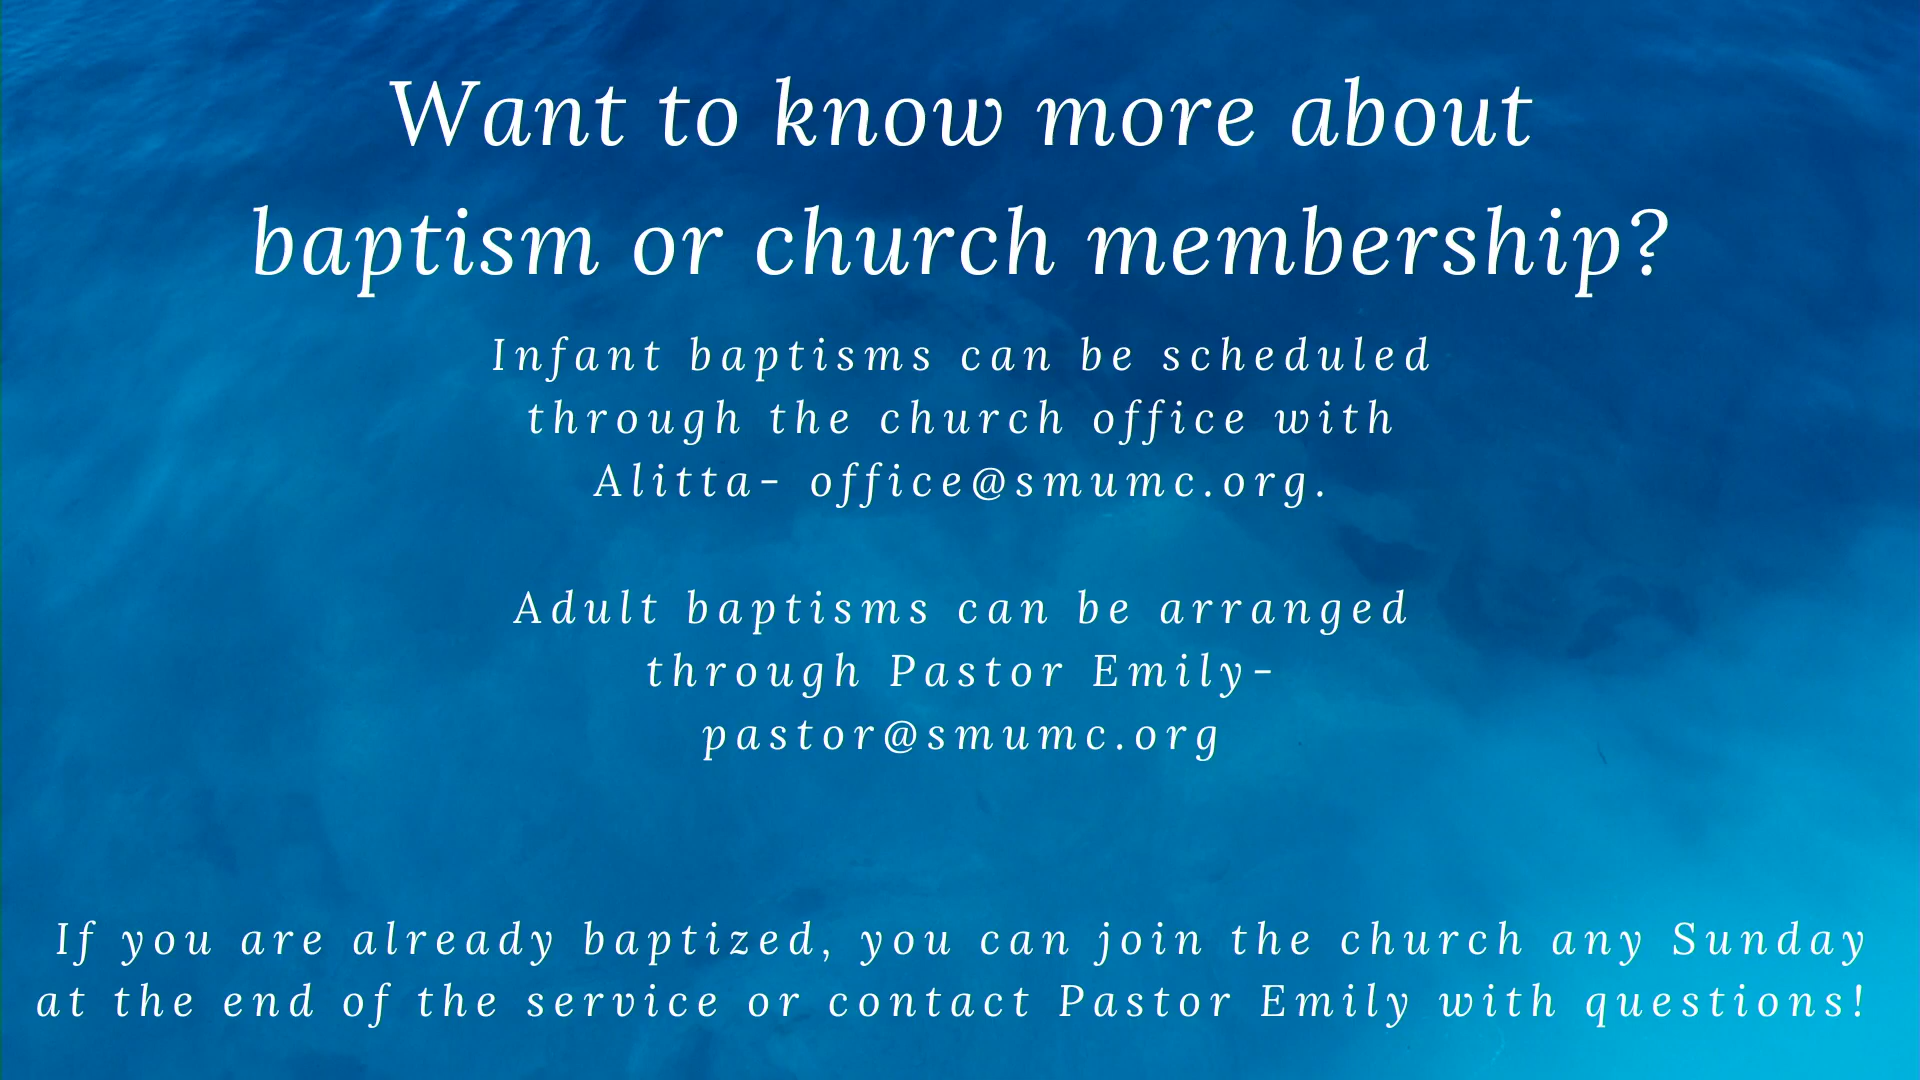 Want to know more about
baptism or church membership?
Infant baptisms can be scheduled
through the church office with
Alitta- office@smumc.org.
Adult baptisms can be arranged
through Pastor Emily-
pastor@smumc.org
If you are already baptized, you can join the church any Sunday
at the end of the service or contact Pastor Emily with questions!